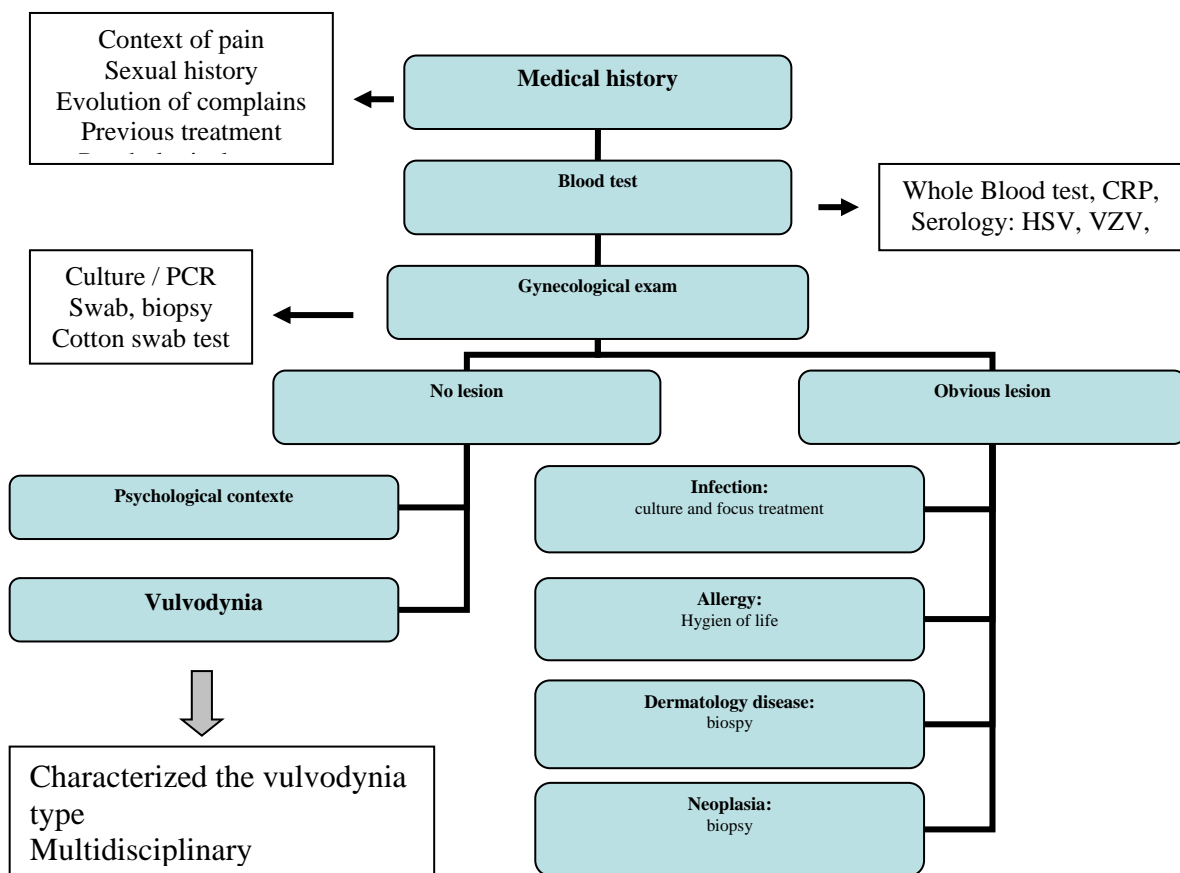 Context of pain
Sexual history
Evolution of complains
Previous treatment
Medical history
Blood test
Whole Blood test, CRP,
Serology: HSV, VZV,
Gynecological exam
Culture / PCR
Swab, biopsy
Cotton swab test
No lesion
Obvious lesion
Psychological contexte
Vulvodynia
Infection:
culture and focus treatment
Allergy:
Hygien of life
Dermatology disease:
biospy
Neoplasia:
biopsy
Characterized the vulvodynia
type
Multidisciplinary